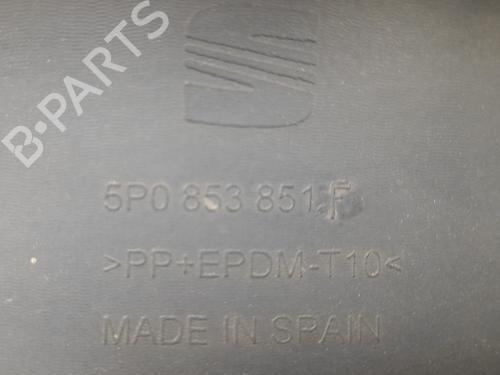 B-PARTS
5P0 853 851 F
>PP+EPDM-T10<
MADE IN SPAIN